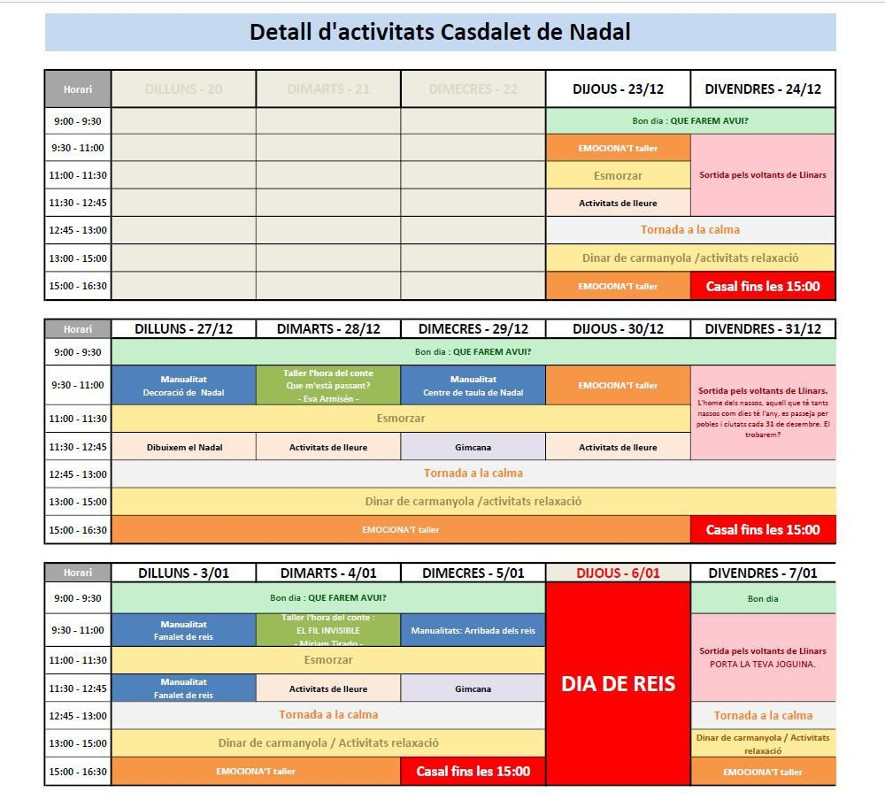 Detall d'activitats Casdalet de Nadal
Horari DILLUNS - 20 DIMARTS - 21 DIMECRES - 22 DIJOUS - 23/12 DIVENDRES - 24/12
9:00 - 9:30 Bon dia : QUE FAREM AVUI?
9:30 - 11:00 EMOCIONA'T taller
11:00 - 11:30 Esmorzar Sortida pels voltants de Llinars
11:30 - 12:45 Activitats de lleure
12:45 - 13:00 Tornada a la calma
13:00 - 15:00 Dinar de carmanyola /activitats relaxació
15:00 - 16:30 EMOCIONA'T taller Casal fins les 15:00
Horari DILLUNS - 27/12 DIMARTS - 28/12 DIMECRES - 29/12 DIJOUS - 30/12 DIVENDRES - 31/12
9:00 - 9:30 Bon dia : QUE FAREM AVUI?
9:30 - 11:00
Manualitat
Decoració de Nadal
Taller l'hora del conte
Que m'està passant?
- Eva Armisén -
Manualitat
Centre de taula de Nadal
EMOCIONA'T taller
Sortida pels voltants de Llinars.
L'home dels nassos, aquell que té tants
nassos com dies té l'any, es passeja per
pobles i ciutats cada 31 de desembre. El
trobarem?
11:00 - 11:30 Esmorzar
11:30 - 12:45 Dibuixem el Nadal Activitats de lleure Gimcana Activitats de lleure
12:45 - 13:00 Tornada a la calma
13:00 - 15:00 Dinar de carmanyola /activitats relaxació
15:00 - 16:30 EMOCIONA'T taller Casal fins les 15:00
Horari DILLUNS - 3/01 DIMARTS - 4/01 DIMECRES - 5/01 DIJOUS - 6/01 DIVENDRES - 7/01
9:00 - 9:30 Bon dia : QUE FAREM AVUI? Bon dia
9:30 - 11:00
Manualitat
Fanalet de reis
Taller l'hora del conte :
EL FIL INVISIBLE
- Miriam Tirado -
Manualitats: Arribada dels reis
DIA DE REIS
Sortida pels voltants de Llinars
PORTA LA TEVA JOGUINA.
11:00 - 11:30 Esmorzar
11:30 - 12:45
Manualitat
Fanalet de reis
Activitats de lleure Gimcana
12:45 - 13:00 Tornada a la calma Tornada a la calma
13:00 - 15:00 Dinar de carmanyola / Activitats relaxació
Dinar de carmanyola / Activitats
relaxació
15:00 - 16:30 EMOCIONA'T taller Casal fins les 15:00 EMOCIONA'T taller